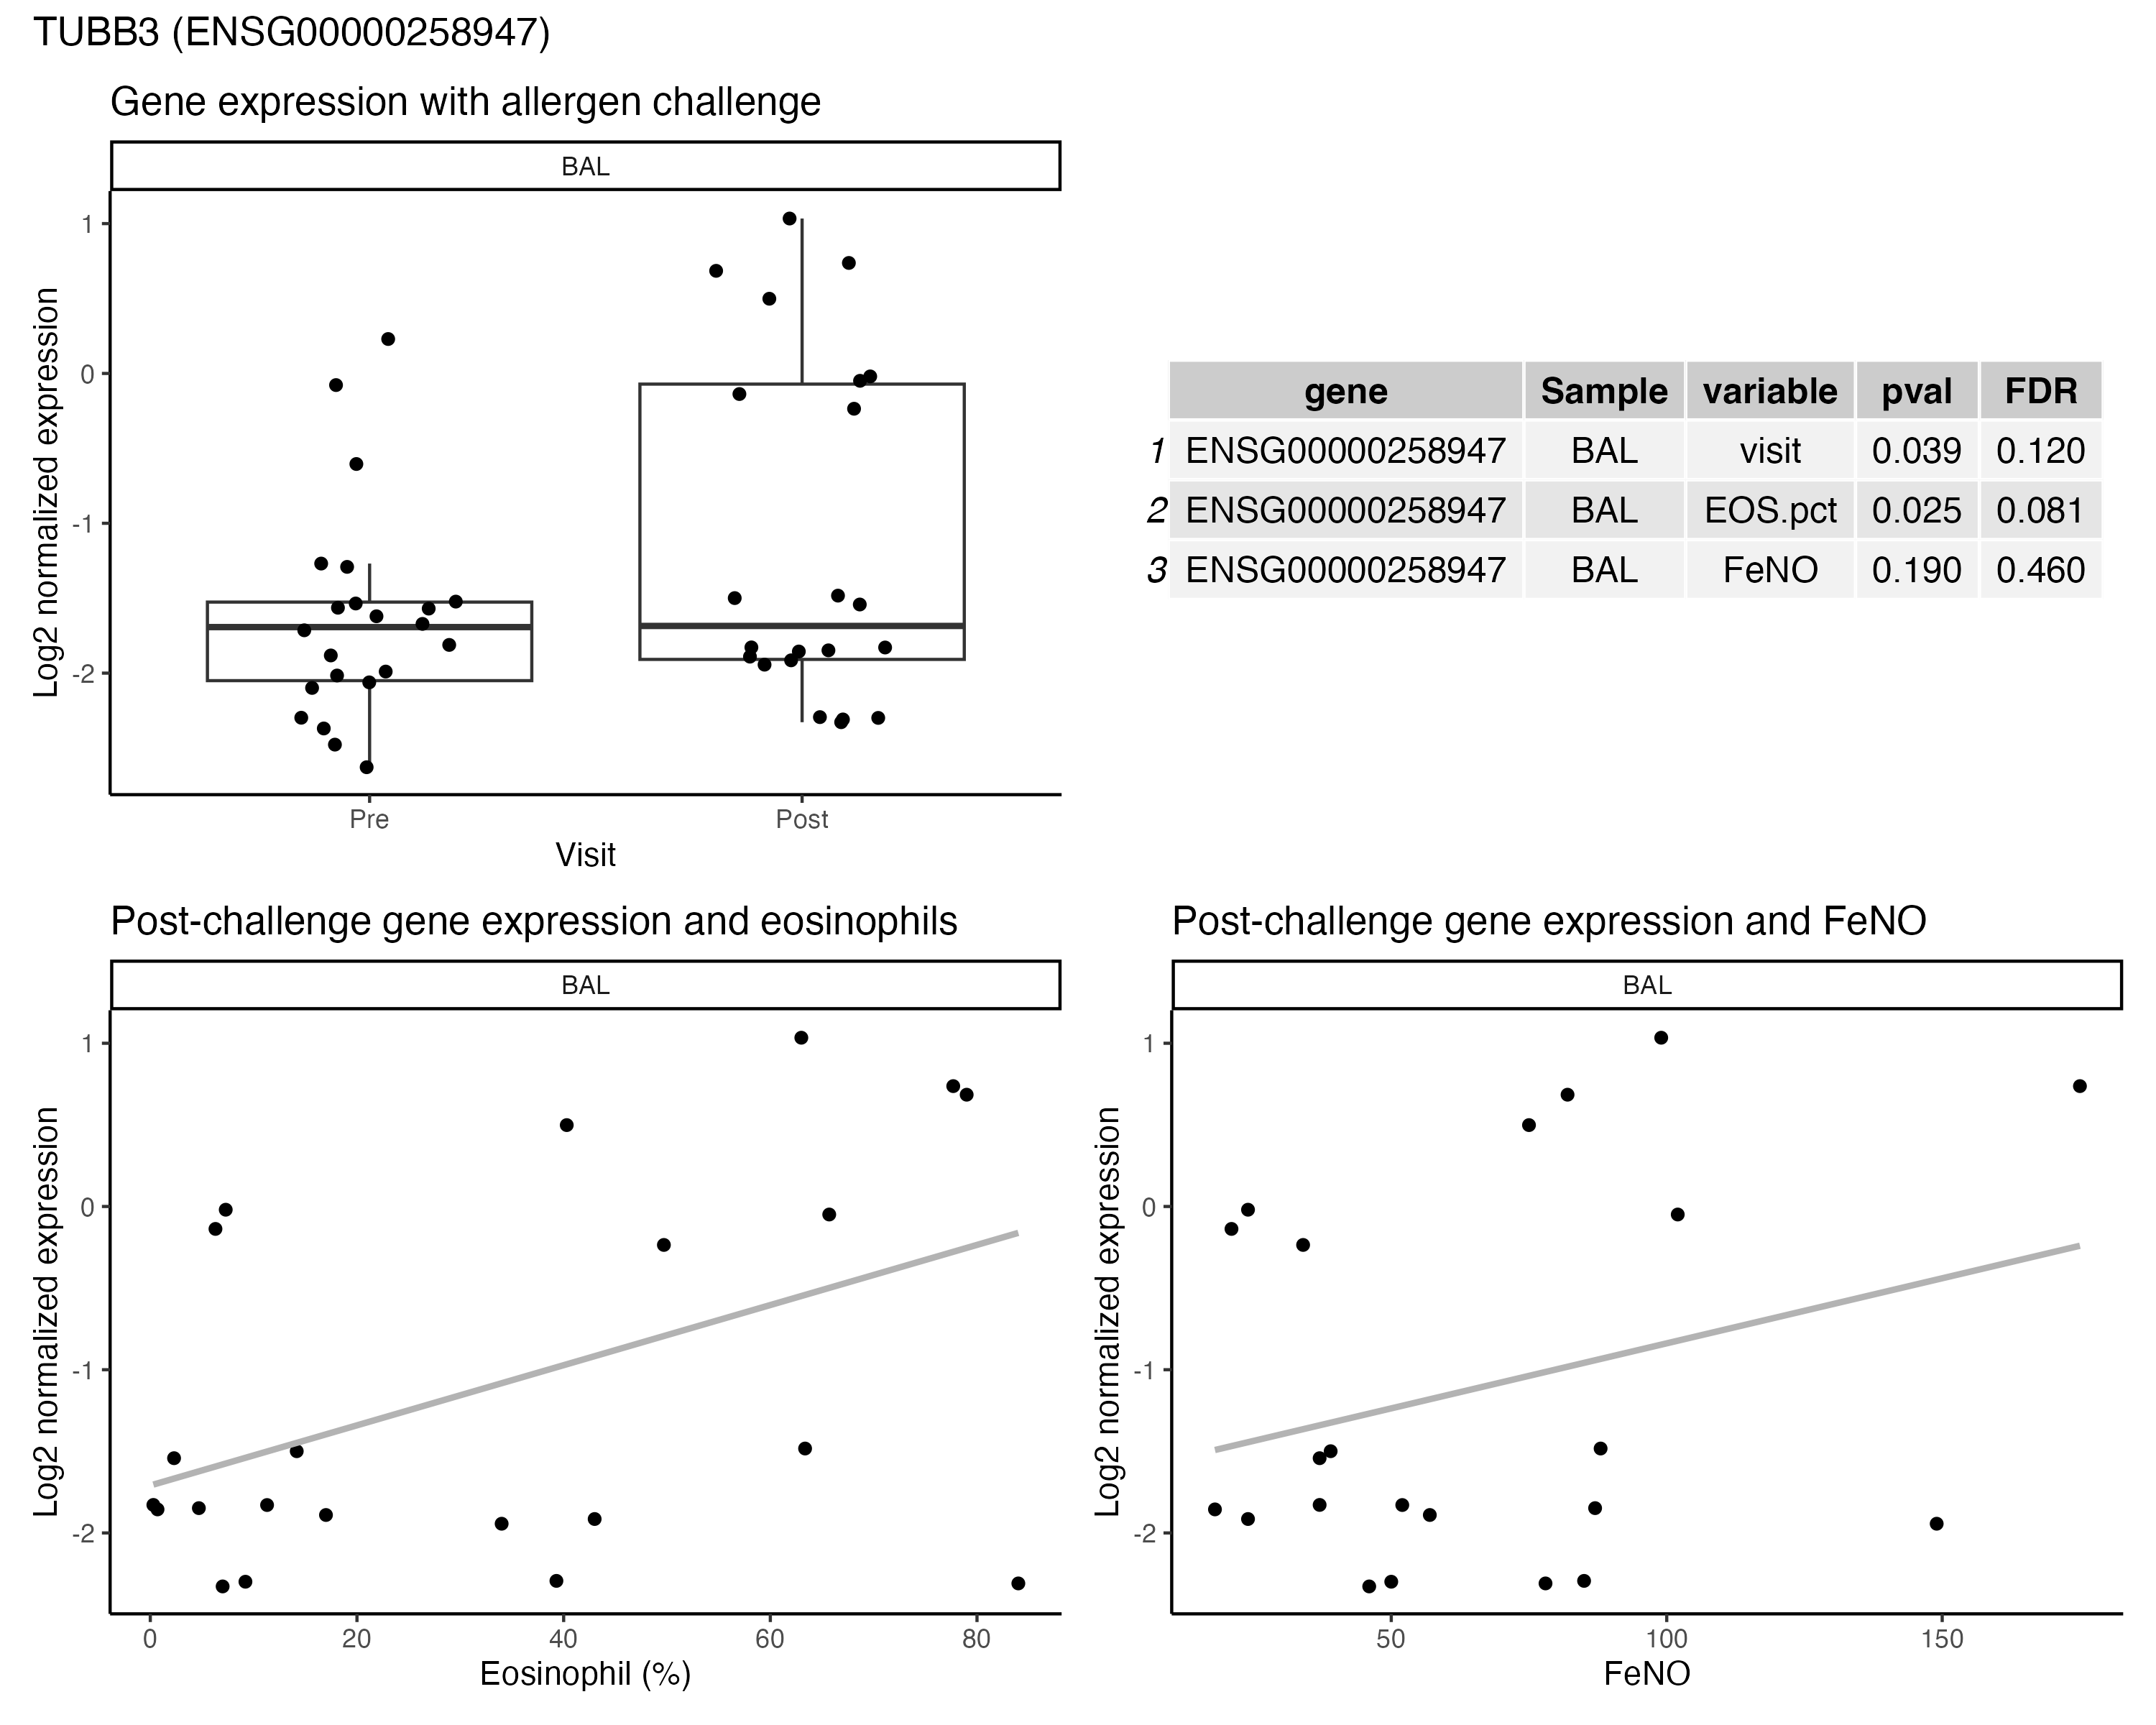 TUBB3 (ENSG00000258947)
Gene expression with allergen challenge
BAL
Log2 normalized expression
1
0
-1
-2
Pre Post
Visit
gene Sample variable pval FDR
1 ENSG00000258947 BAL visit 0.039 0.120
2 ENSG00000258947 BAL EOS.pct 0.025 0.081
3 ENSG00000258947 BAL FeNO 0.190 0.460
Post-challenge gene expression and eosinophils
BAL
Log2 normalized expression
1
0
-1
-2
0 20 40 60 80
Eosinophil (%)
Post-challenge gene expression and FeNO
BAL
Log2 normalized expression
1
0
-1
-2
50 100 150
FeNO